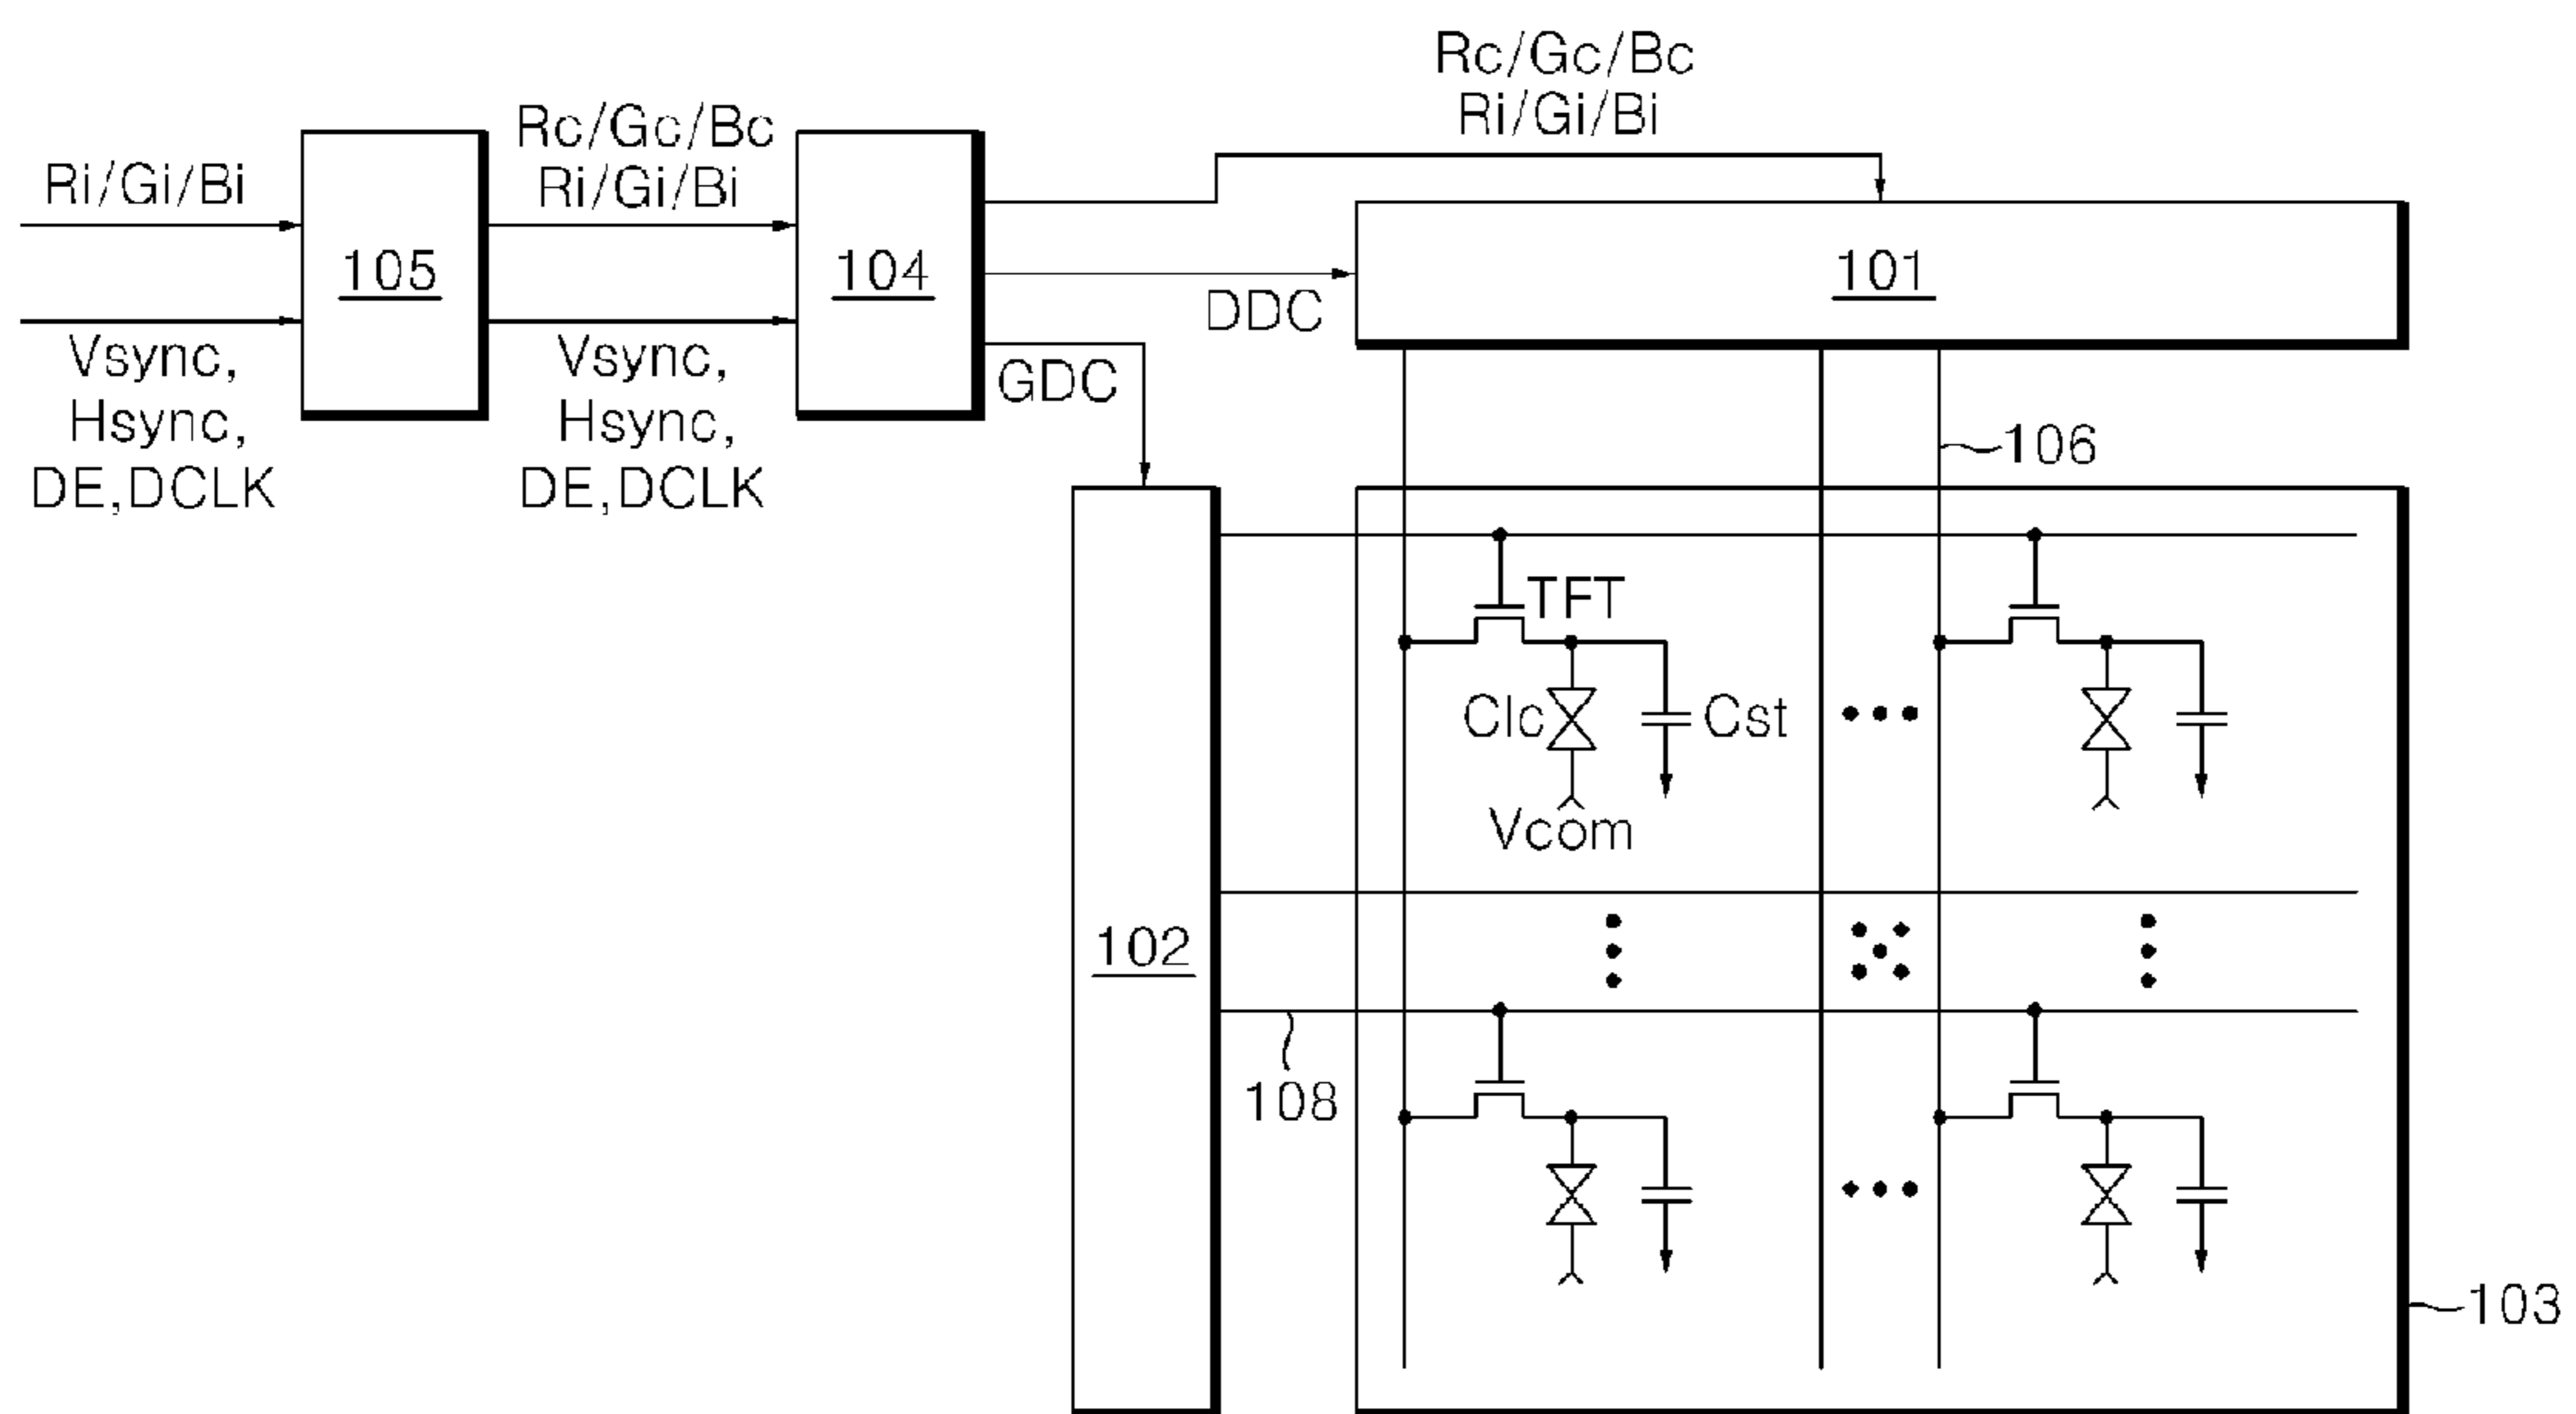 Rc/Gc/Bc
Ri/Gi/Bi
Rc/Gc/Bc
Ri/Gi/Bi
Ri/Gi/Bi
105
104
101
DDC
Vsync,
Hsync,
DE,DCLK
Vsync,
Hsync,
DE,DCLK
GDC
106
TFT
Clc
Cst
Vcom
102
108
103